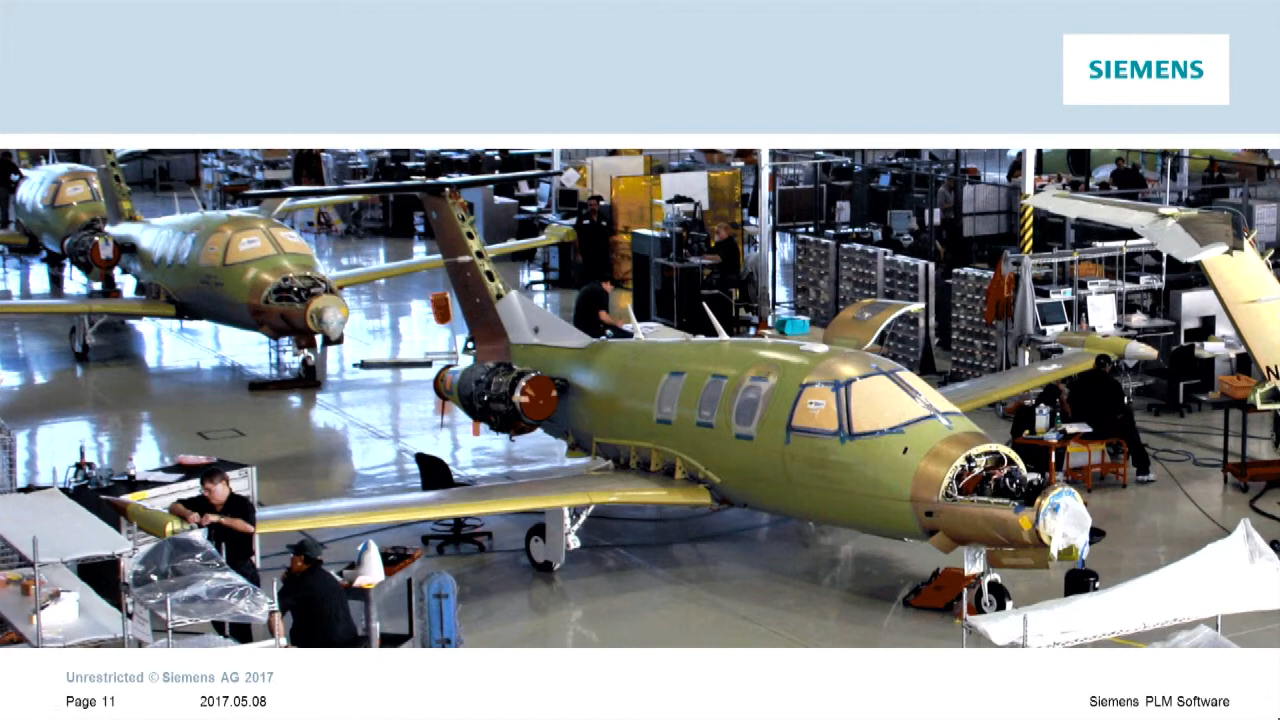 SIEMENS
N
Unrestricted © Siemens AG 2017
Page 11
2017.05.08
Siemens PLM Software